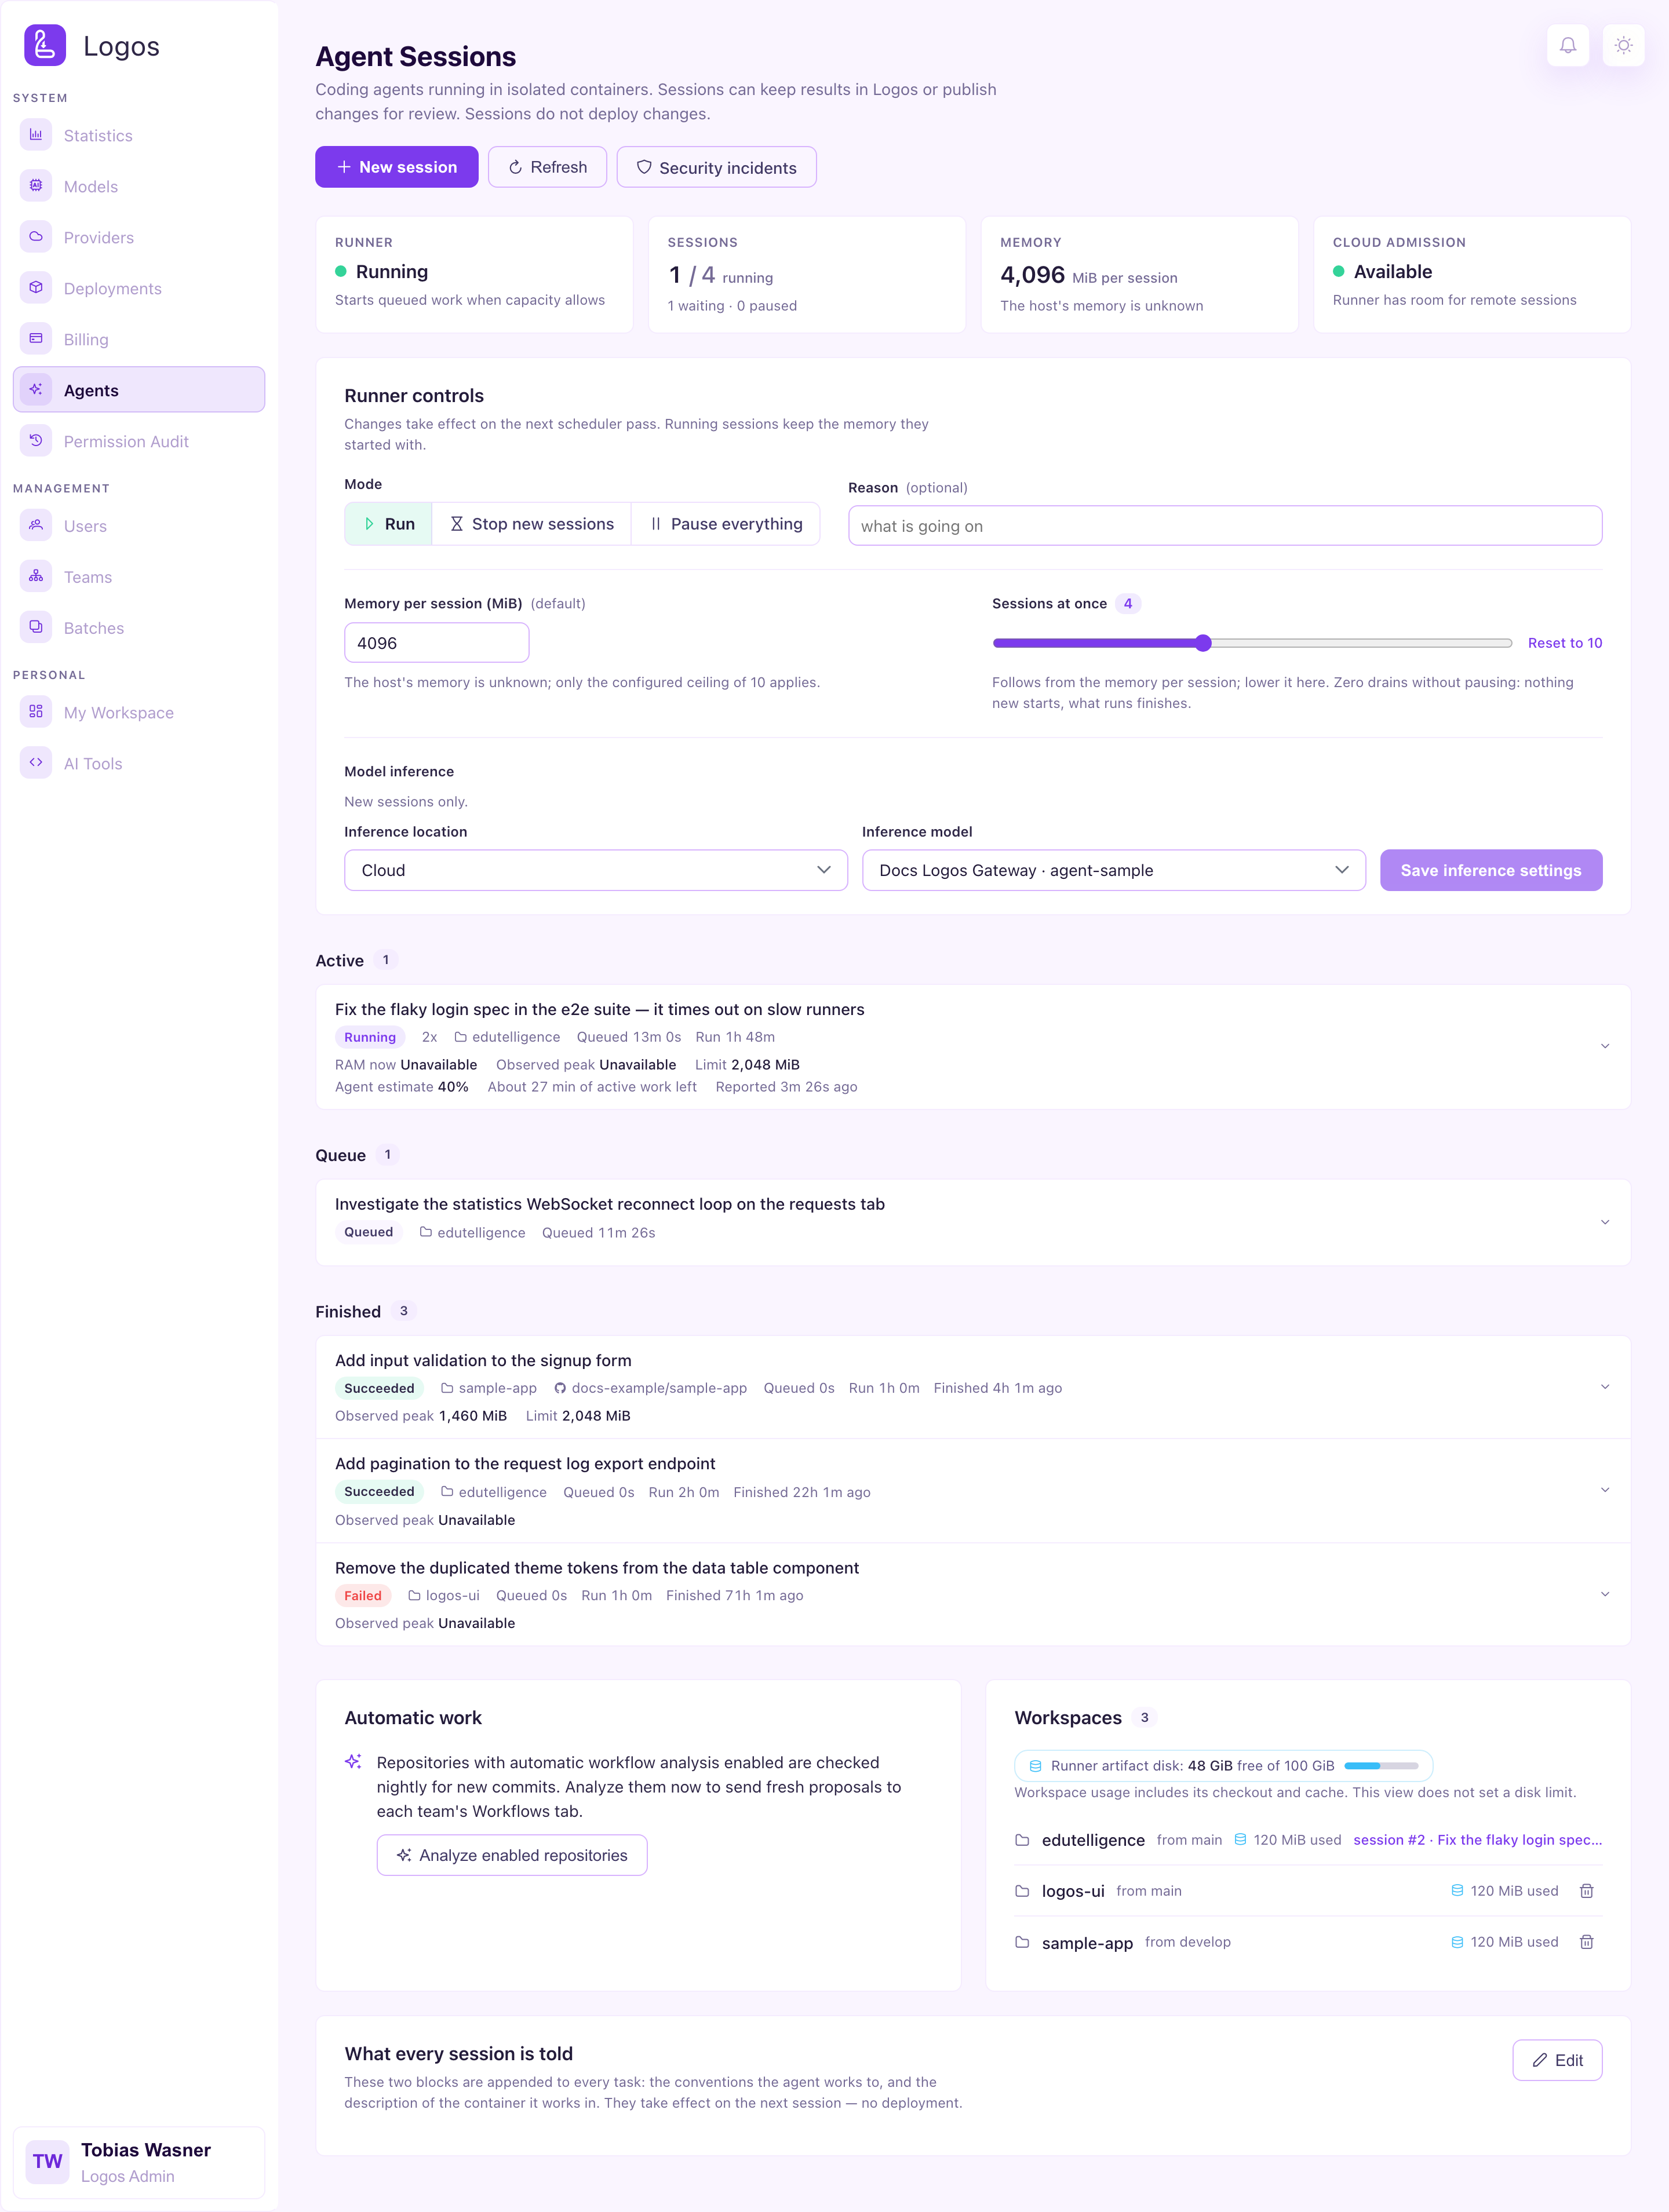 Logos
SYSTEM
Statistics
Models
Providers
Deployments
Billing
Agents
Permission Audit
MANAGEMENT
Users
Teams
Batches
PERSONAL
My Workspace
AI Tools
TW
Tobias Wasner
Logos Admin
Agent Sessions
Coding agents running in isolated containers. Sessions can keep results in Logos or publish
changes for review. Sessions do not deploy changes.
New session
Refresh
Security incidents
RUNNER
Running
Starts queued work when capacity allows
SESSIONS
1 / 4 running
1 waiting · 0 paused
MEMORY
4,096 MiB per session
The host's memory is unknown
CLOUD ADMISSION
Available
Runner has room for remote sessions
Runner controls
Changes take effect on the next scheduler pass. Running sessions keep the memory they
started with.
Mode
Run
Stop new sessions
Pause everything
Reason (optional)
what is going on
Memory per session (MiB) (default)
4096
The host's memory is unknown; only the configured ceiling of 10 applies.
Sessions at once 4
Reset to 10
Follows from the memory per session; lower it here. Zero drains without pausing: nothing
new starts, what runs finishes.
Model inference
New sessions only.
Inference location
Cloud
Inference model
Docs Logos Gateway · agent-sample
Save inference settings
Active 1
Fix the flaky login spec in the e2e suite — it times out on slow runners
Running 2x edutelligence Queued 13m 0s Run 1h 48m
RAM now Unavailable Observed peak Unavailable Limit 2,048 MiB
Agent estimate 40% About 27 min of active work left Reported 3m 26s ago
Queue 1
Investigate the statistics WebSocket reconnect loop on the requests tab
Queued edutelligence Queued 11m 26s
Finished 3
Add input validation to the signup form
Succeeded sample-app docs-example/sample-app Queued 0s Run 1h 0m Finished 4h 1m ago
Observed peak 1,460 MiB Limit 2,048 MiB
Add pagination to the request log export endpoint
Succeeded edutelligence Queued 0s Run 2h 0m Finished 22h 1m ago
Observed peak Unavailable
Remove the duplicated theme tokens from the data table component
Failed logos-ui Queued 0s Run 1h 0m Finished 71h 1m ago
Observed peak Unavailable
Automatic work
Repositories with automatic workflow analysis enabled are checked
nightly for new commits. Analyze them now to send fresh proposals to
each team's Workflows tab.
Analyze enabled repositories
Workspaces 3
Runner artifact disk: 48 GiB free of 100 GiB
Workspace usage includes its checkout and cache. This view does not set a disk limit.
edutelligence from main 120 MiB used session #2 · Fix the flaky login spec...
logos-ui from main 120 MiB used
sample-app from develop 120 MiB used
What every session is told
These two blocks are appended to every task: the conventions the agent works to, and the
description of the container it works in. They take effect on the next session — no deployment.
Edit